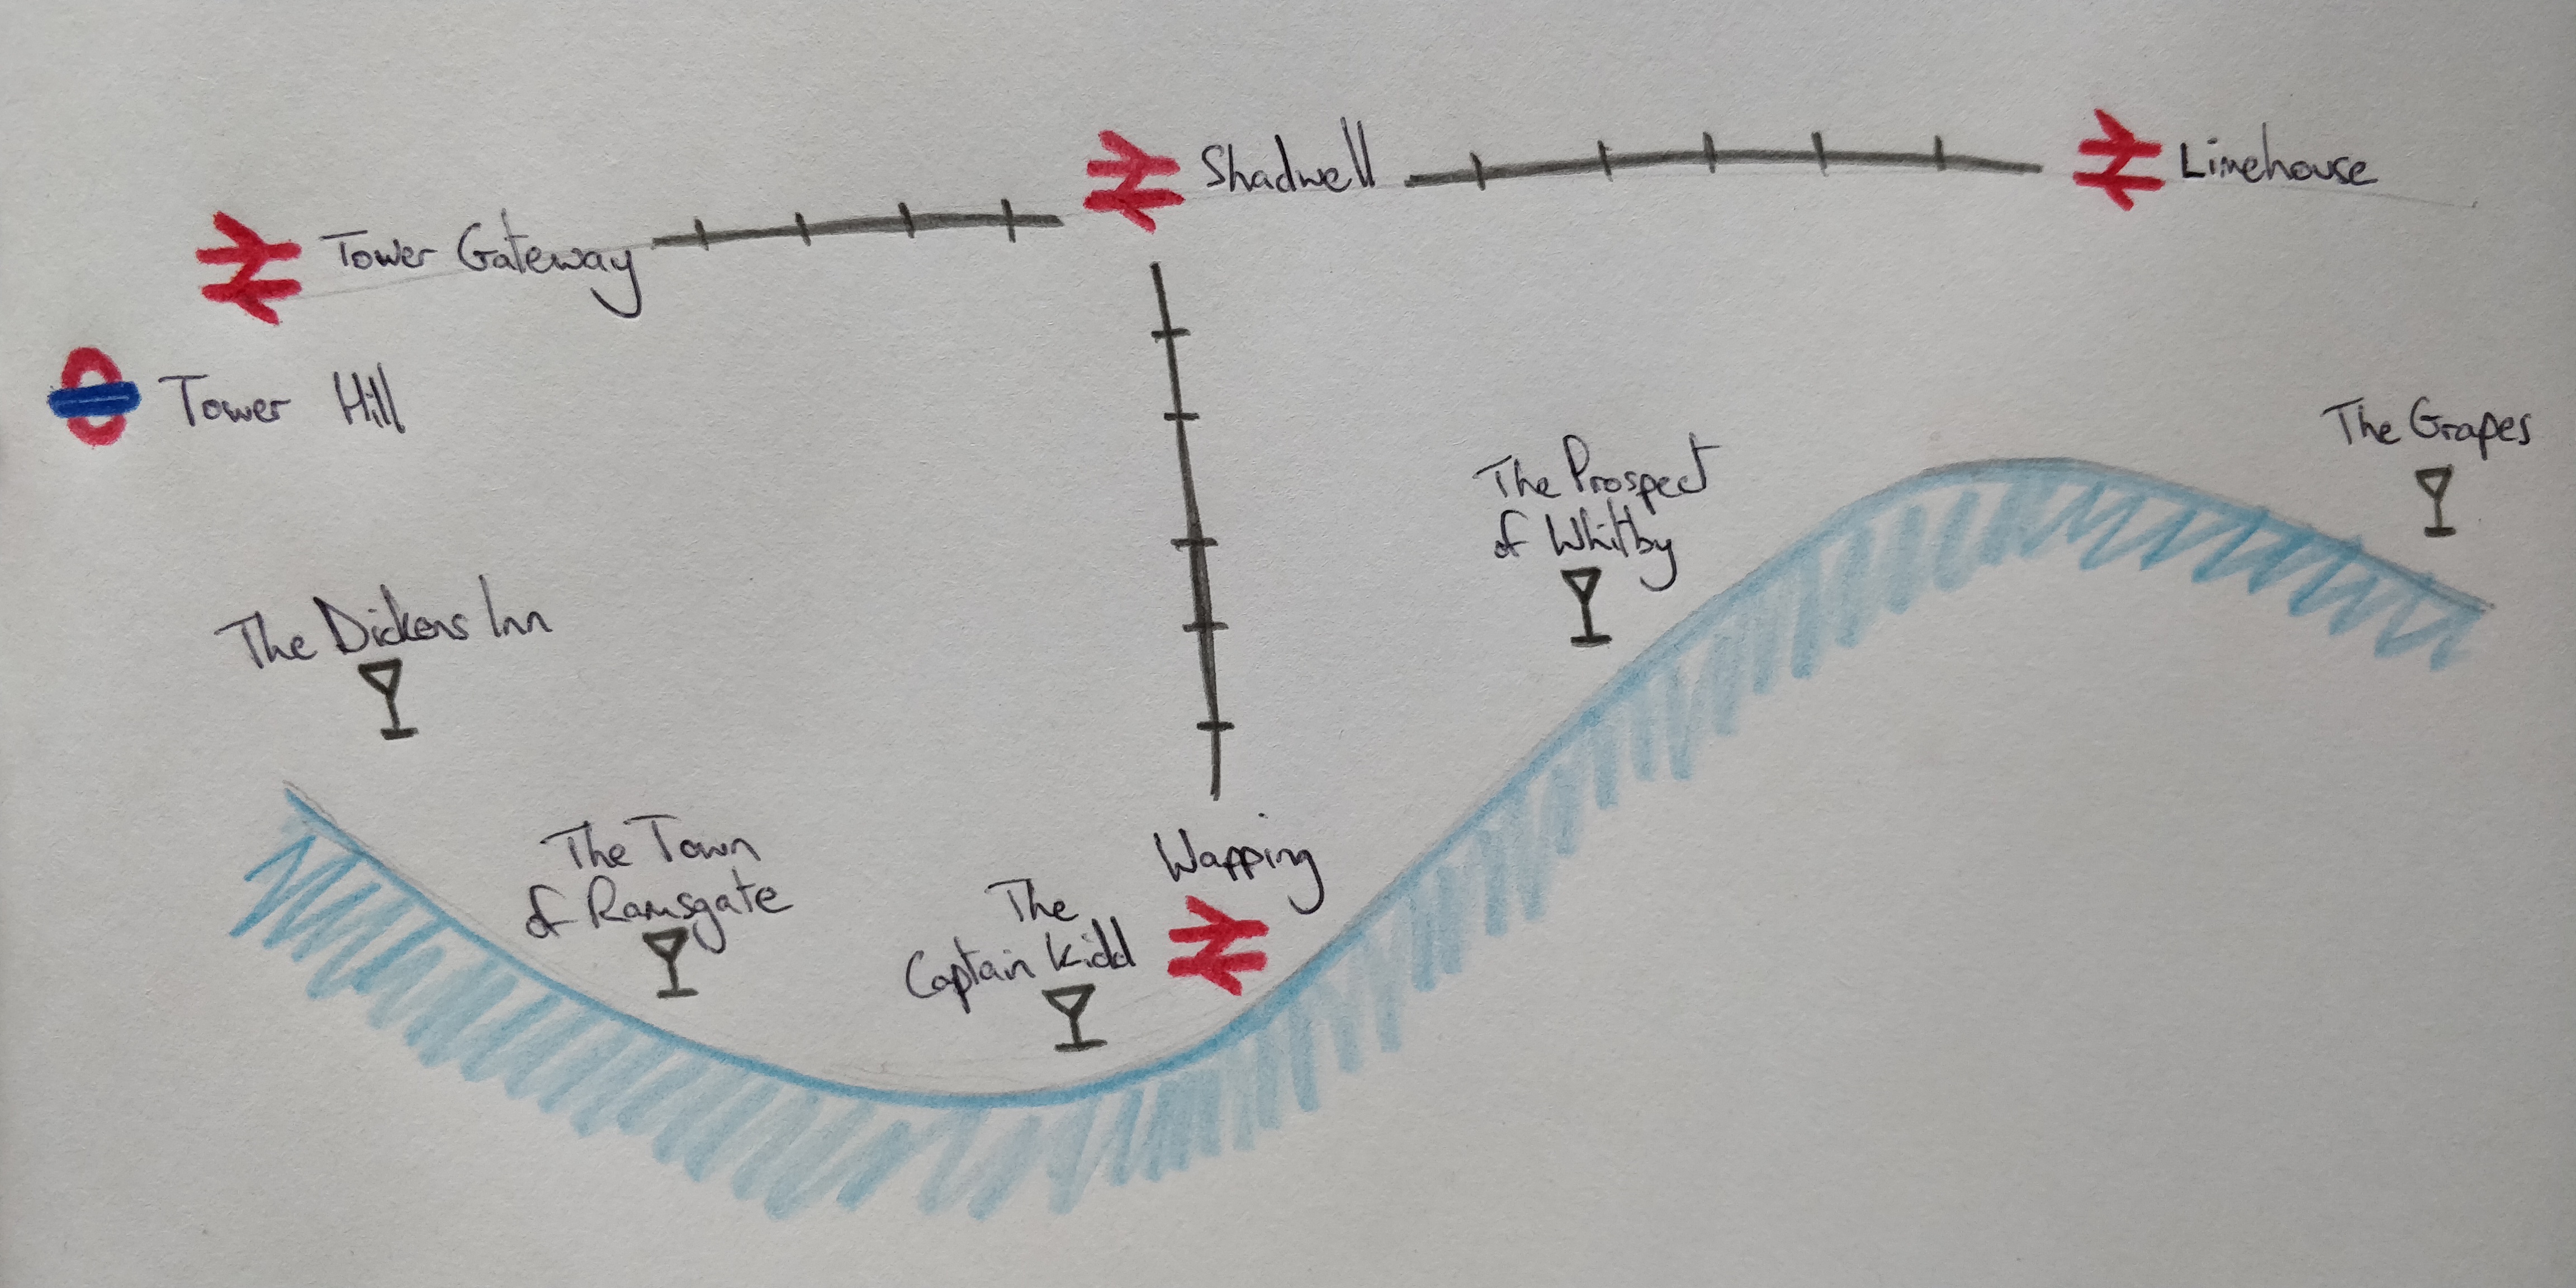 Shadwell
Limehouse
Tower Gateway
Tower Hill
The Grapes
The Prospect
of Whitby
The Dickens Inn
The Town
of Ramsgate
Wapping
The
Captain Kidd